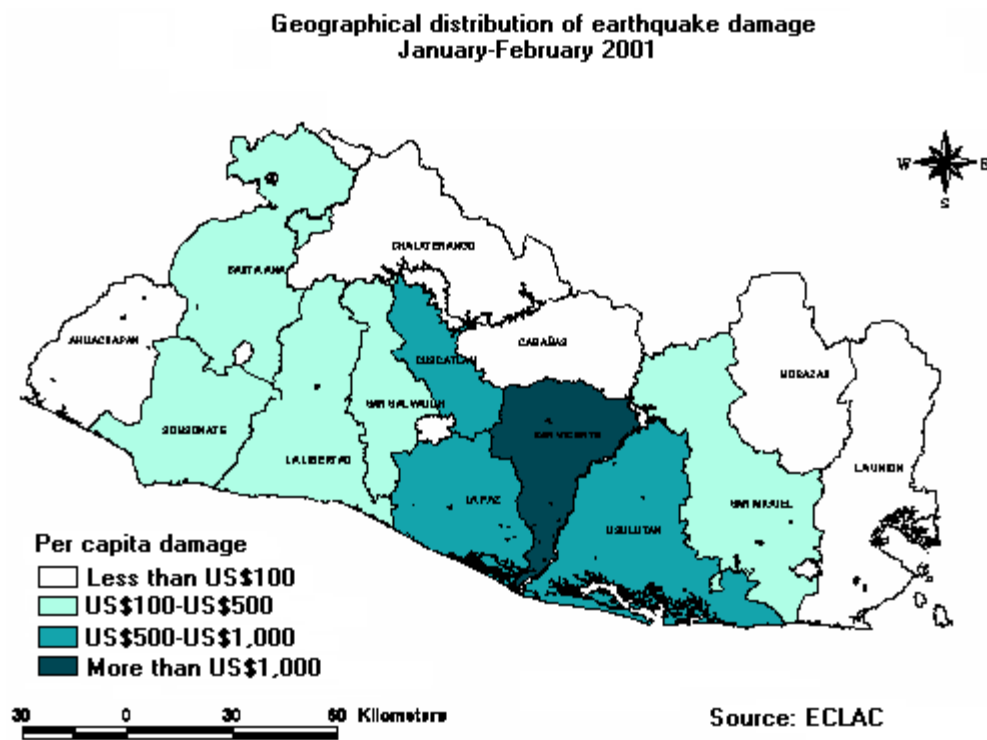 Geographical distribution of earthquake damage
January-February 2001
W E
S
CHALATENANGO
SANTA ANA
AHUACHAPAN
CABAÑAS
CUSCATLAN
MORAZAN
SAN SALVADOR
SONSONATE
SAN VICENTE
LA LIBERTAD
LA UNION
LA PAZ
SAN MIGUEL
USULUTAN
Per capita damage
Less than US$100
US$100-US$500
US$500-US$1,000
More than US$1,000
30 0 30 60 Kilometers
Source: ECLAC